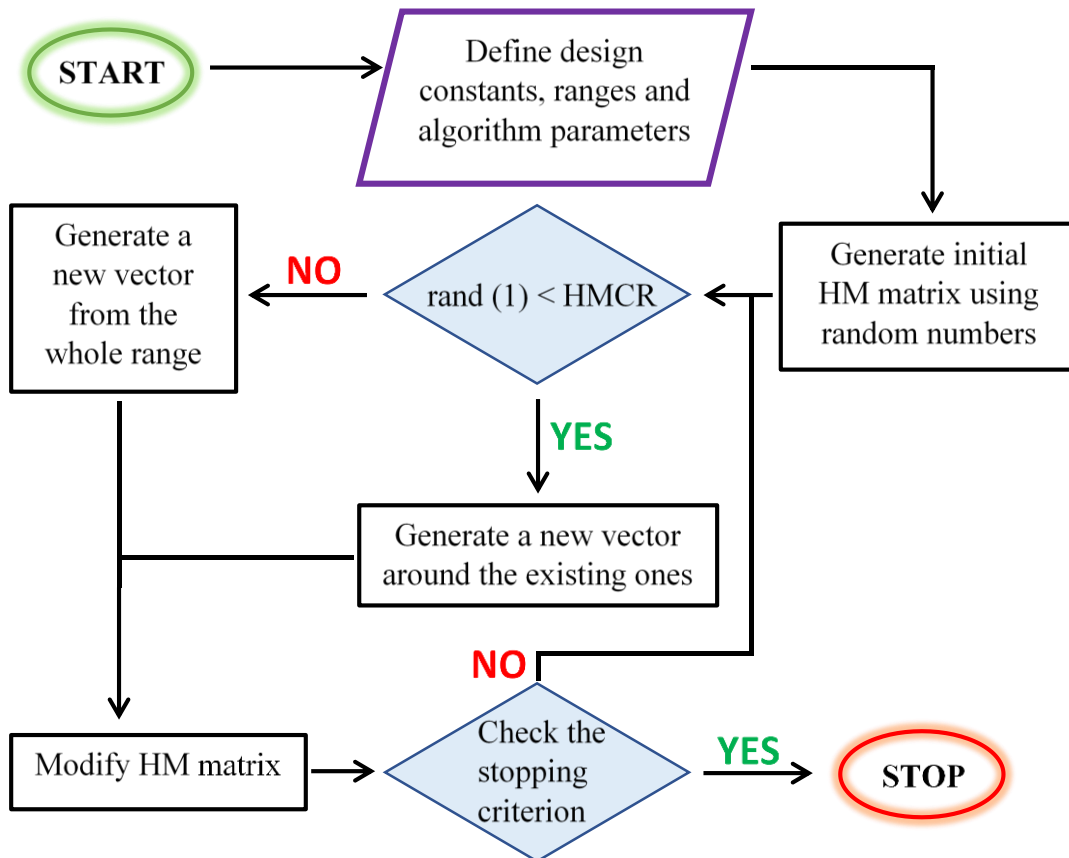 START
Define design
constants, ranges and
algorithm parameters
Generate initial
HM matrix using
random numbers
rand (1) < HMCR
NO
Generate a
new vector
from the
whole range
YES
Generate a new vector
around the existing ones
Modify HM matrix
Check the
stopping
criterion
NO
YES
STOP